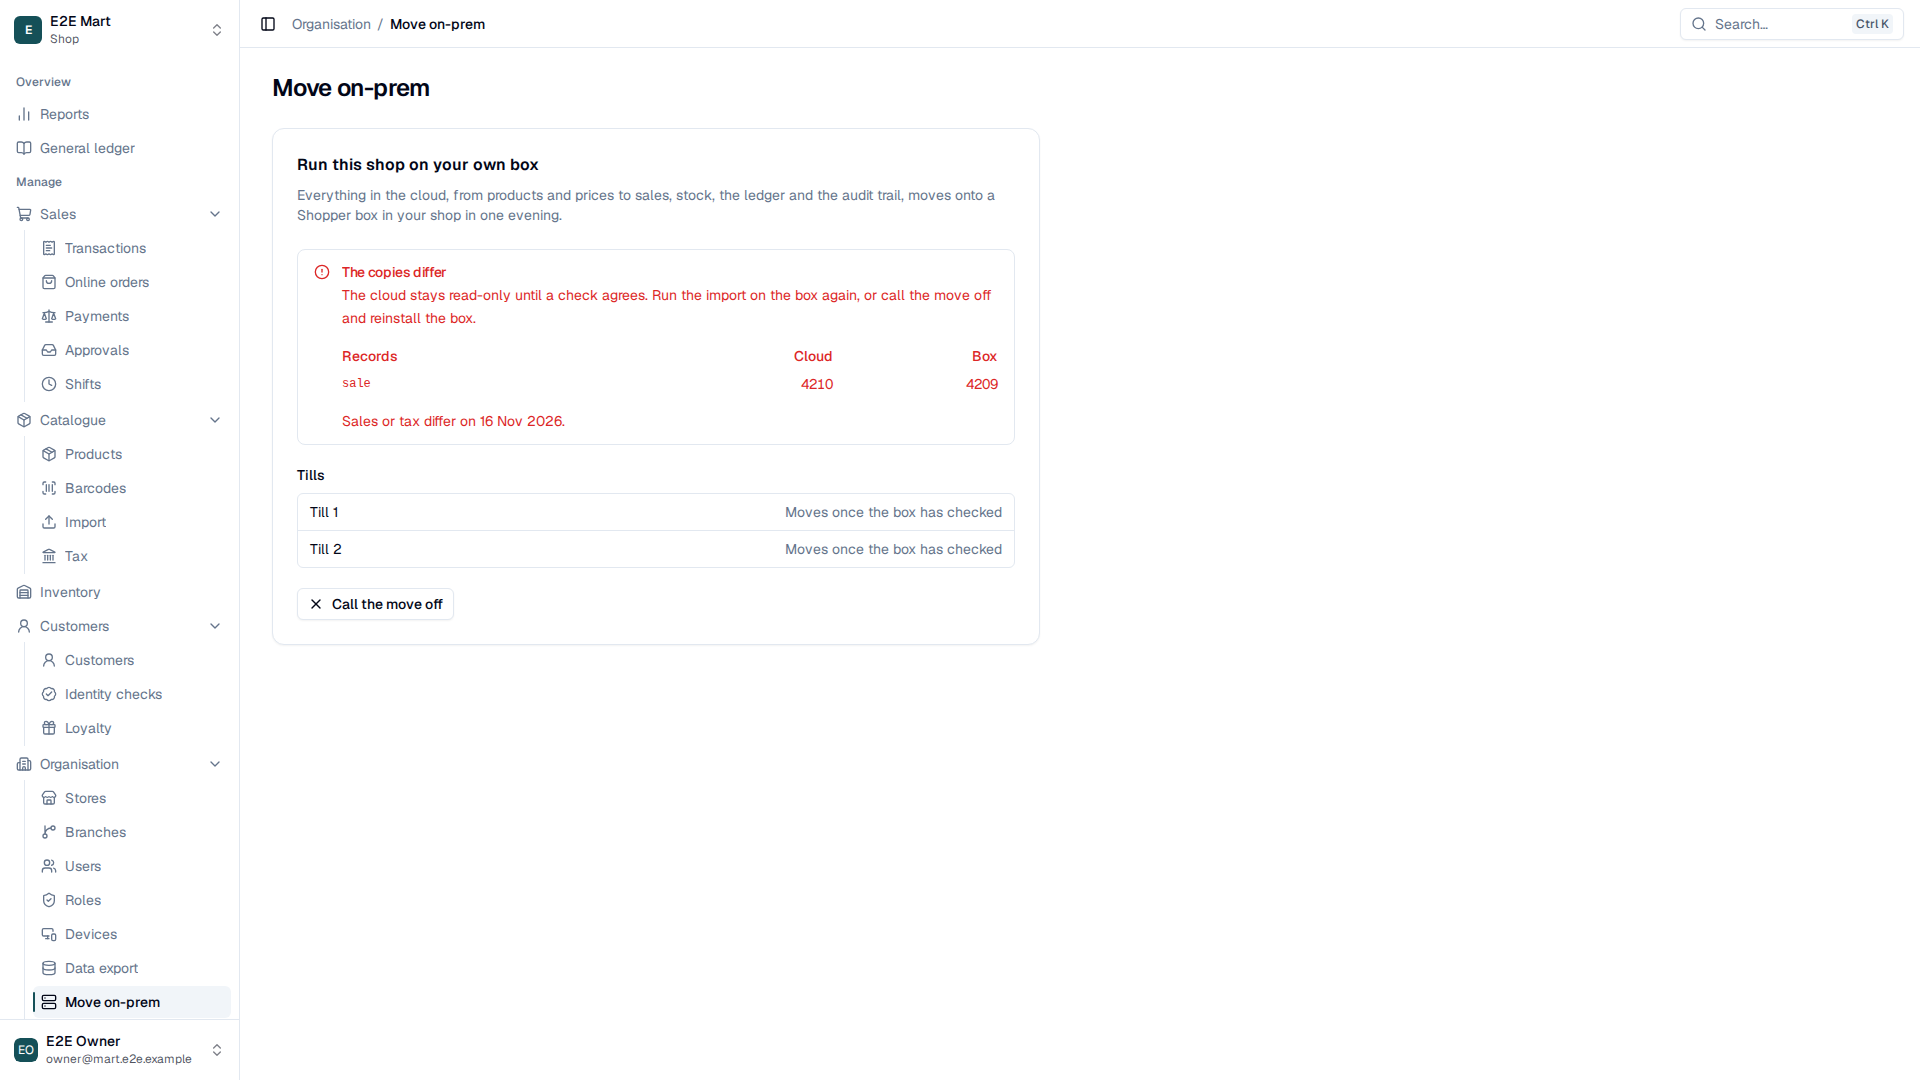 E
E2E Mart
Shop
Overview
Reports
General ledger
Manage
Sales
Transactions
Online orders
Payments
Approvals
Shifts
Catalogue
Products
Barcodes
Import
Tax
Inventory
Customers
Customers
Identity checks
Loyalty
Organisation
Stores
Branches
Users
Roles
Devices
Data export
Move on-prem
EO
E2E Owner
owner@mart.e2e.example
Organisation / Move on-prem
Search...
Ctrl K
Move on-prem
Run this shop on your own box
Everything in the cloud, from products and prices to sales, stock, the ledger and the audit trail, moves onto a
Shopper box in your shop in one evening.
The copies differ
The cloud stays read-only until a check agrees. Run the import on the box again, or call the move off
and reinstall the box.
Records Cloud Box
sale 4210 4209
Sales or tax differ on 16 Nov 2026.
Tills
Till 1 Moves once the box has checked
Till 2 Moves once the box has checked
Call the move off